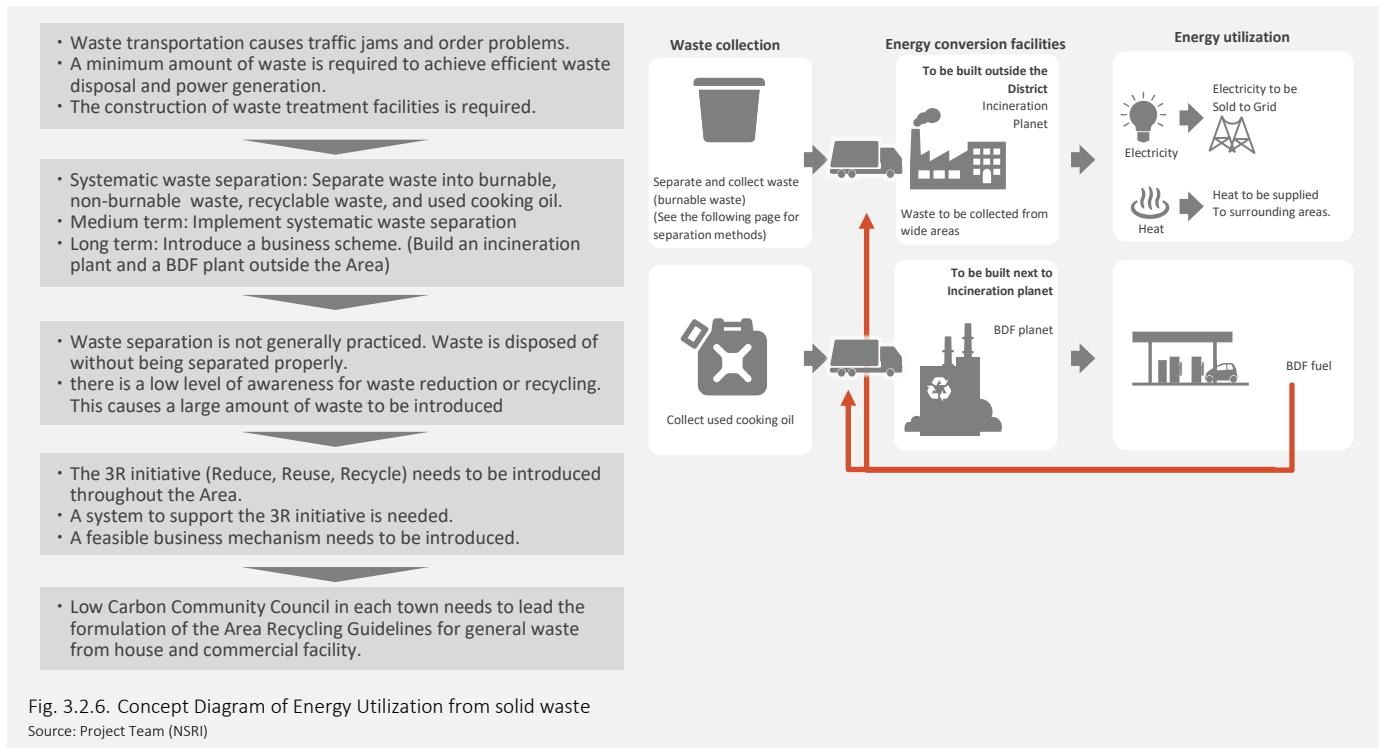 ・Waste transportation causes traffic jams and order problems.
・A minimum amount of waste is required to achieve efficient waste
disposal and power generation.
・The construction of waste treatment facilities is required.
・Systematic waste separation: Separate waste into burnable,
non-burnable waste, recyclable waste, and used cooking oil.
・Medium term: Implement systematic waste separation
・Long term: Introduce a business scheme. (Build an incineration
plant and a BDF plant outside the Area)
・Waste separation is not generally practiced. Waste is disposed of
without being separated properly.
・there is a low level of awareness for waste reduction or recycling.
This causes a large amount of waste to be introduced
・The 3R initiative (Reduce, Reuse, Recycle) needs to be introduced
throughout the Area.
・A system to support the 3R initiative is needed.
・A feasible business mechanism needs to be introduced.
・Low Carbon Community Council in each town needs to lead the
formulation of the Area Recycling Guidelines for general waste
from house and commercial facility.
Waste collection
Separate and collect waste
(burnable waste)
(See the following page for
separation methods)
Collect used cooking oil
Energy conversion facilities
To be built outside the
District
Incineration
Planet
Waste to be collected from
wide areas
To be built next to
Incineration planet
BDF planet
Energy utilization
Electricity to be
Sold to Grid
Electricity
Heat to be supplied
To surrounding areas.
Heat
BDF fuel
Fig. 3.2.6. Concept Diagram of Energy Utilization from solid waste
Source: Project Team (NSRI)